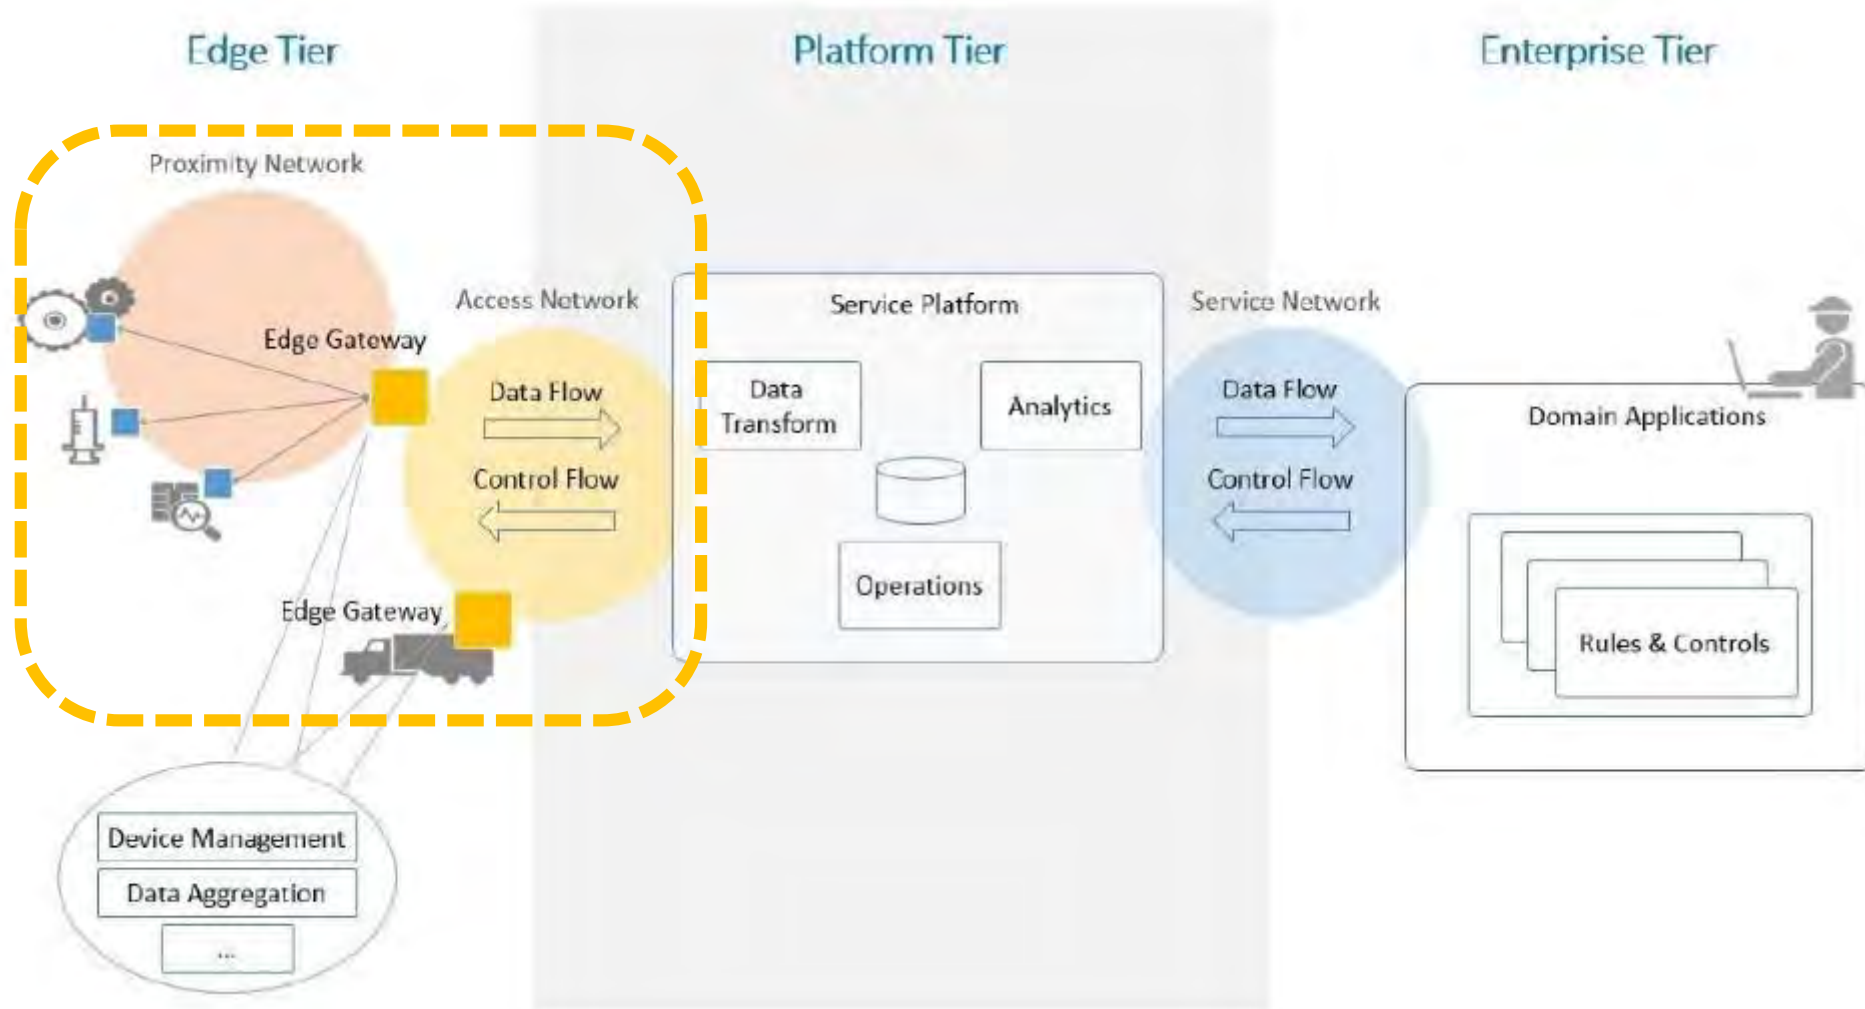 Edge Tier
Platform Tier
Enterprise Tier
Proximity Network
Access Network
Edge Gateway
Data Flow
Control Flow
Edge Gateway
Service Platform
Data
Transform
Analytics
Operations
Service Network
Data Flow
Control Flow
Domain Applications
Rules & Controls
Device Management
Data Aggregation
...